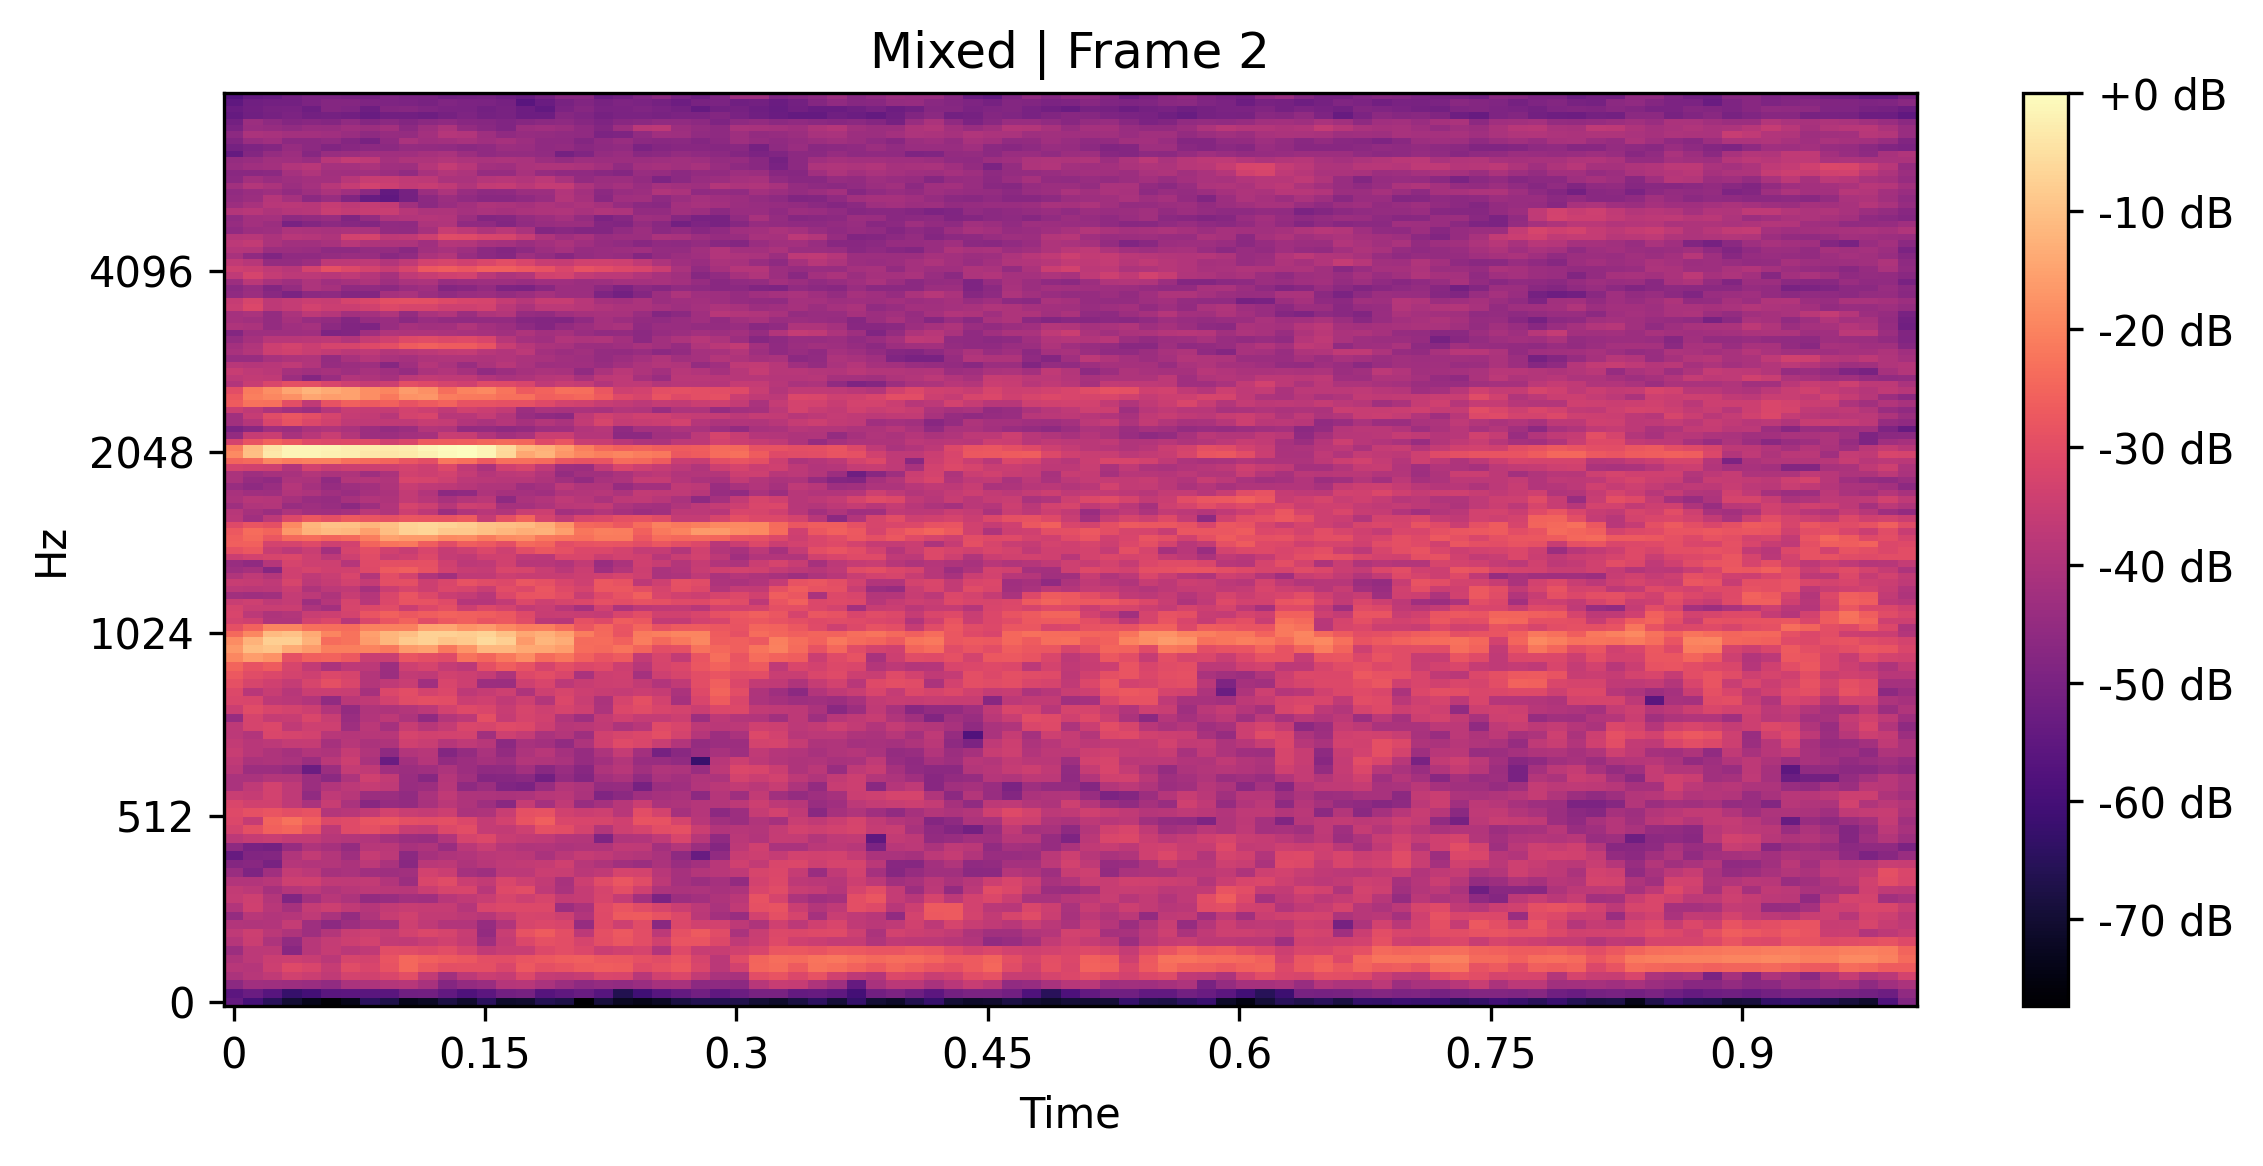 Mixed | Frame 2
+0 dB
-10 dB
-20 dB
-30 dB
-40 dB
-50 dB
-60 dB
-70 dB
4096
2048
1024
512
0
Hz
0 0.15 0.3 0.45 0.6 0.75 0.9
Time